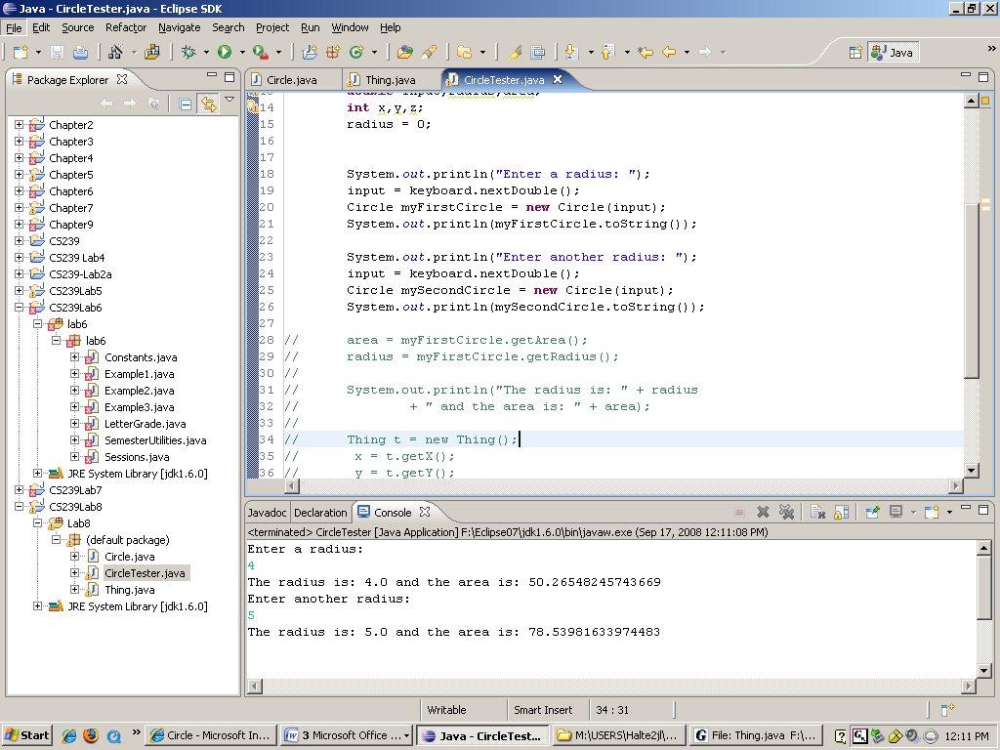 Java - CircleTester.java - Eclipse SDK
File Edit Source Refactor Navigate Search Project Run Window Help
Java
Package Explorer
Circle.java Thing.java CircleTester.java
Chapter2
Chapter3
Chapter4
Chapter5
Chapter6
Chapter7
Chapter9
CS239
CS239 Lab4
CS239-Lab2a
CS239Lab5
CS239Lab6
lab6
lab6
Constants.java
Example1.java
Example2.java
Example3.java
LetterGrade.java
SemesterUtilities.java
Sessions.java
JRE System Library [jdk1.6.0]
CS239Lab7
CS239Lab8
Lab8
(default package)
Circle.java
CircleTester.java
Thing.java
JRE System Library [jdk1.6.0]
13 double input,radius,area;
14 int x,y,z;
15 radius = 0;
16
17
18 System.out.println("Enter a radius: ");
19 input = keyboard.nextDouble();
20 Circle myFirstCircle = new Circle(input);
21 System.out.println(myFirstCircle.toString());
22
23 System.out.println("Enter another radius: ");
24 input = keyboard.nextDouble();
25 Circle mySecondCircle = new Circle(input);
26 System.out.println(mySecondCircle.toString());
27
28 // area = myFirstCircle.getArea();
29 // radius = myFirstCircle.getRadius();
30 //
31 // System.out.println("The radius is: " + radius
32 // + " and the area is: " + area);
33 //
34 // Thing t = new Thing();
35 // x = t.getX();
36 // y = t.getY();
Javadoc Declaration Console
<terminated> CircleTester [Java Application] F:\Eclipse07\jdk1.6.0\bin\javaw.exe (Sep 17, 2008 12:11:08 PM)
Enter a radius:
4
The radius is: 4.0 and the area is: 50.26548245743669
Enter another radius:
5
The radius is: 5.0 and the area is: 78.53981633974483
Writable Smart Insert 34 : 31
Start Circle - Microsoft In... 3 Microsoft Office ... Java - CircleTest... M:\USERS\Halte2jl\... File: Thing.java F:\... 12:11 PM